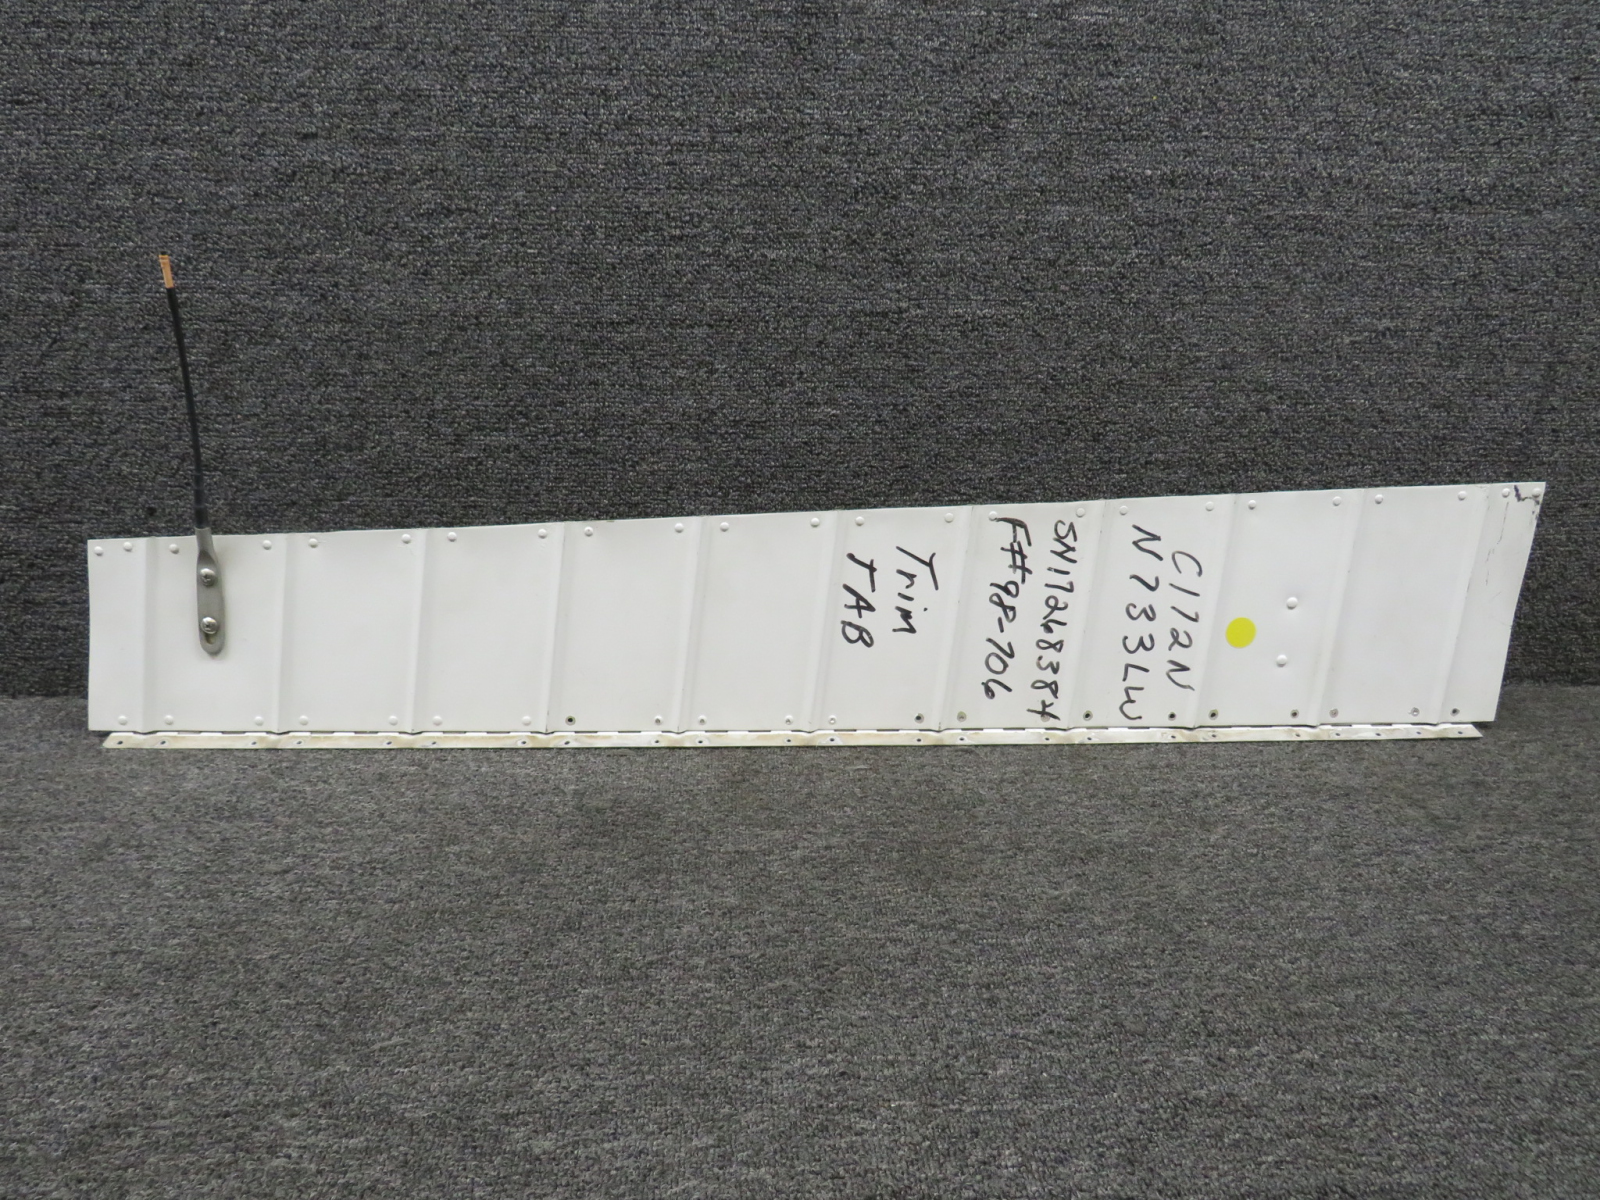 C172N
N733LW
SN17268384
F#98-706
Trim
TAB